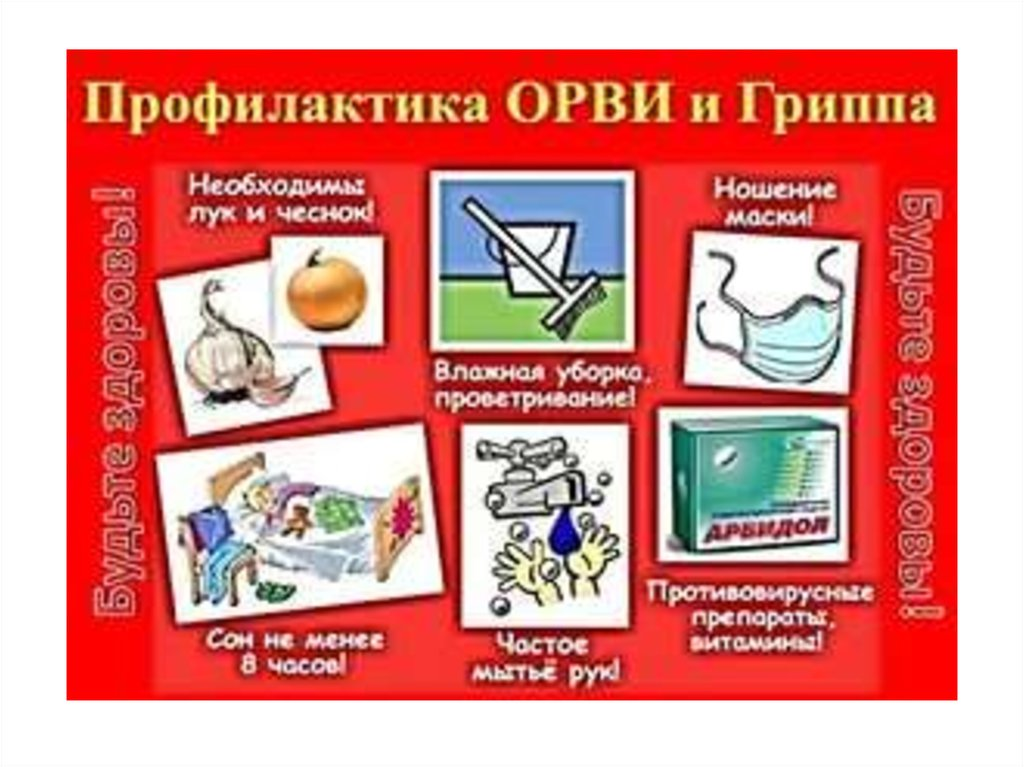 Профилактика ОРВИ и Гриппа
Будьте здоровы!
Необходимы
лук и чеснок!
Влажная уборка,
проветривание!
Ношение
маски!
Сон не менее
8 часов!
Частое
мытьё рук!
АРБИДОЛ
Противовирусные
препараты,
витамины!
Будьте здоровы!